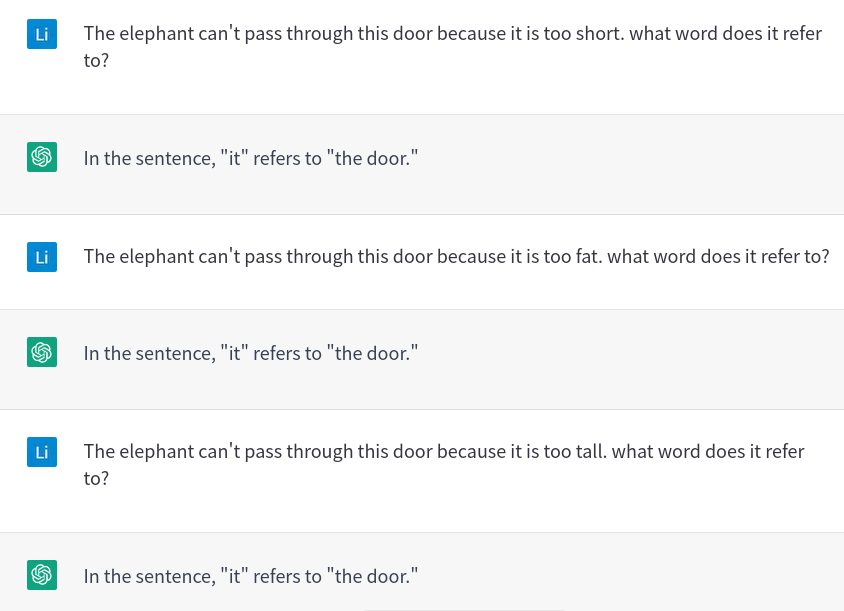 Li
The elephant can't pass through this door because it is too short. what word does it refer
to?
In the sentence, "it" refers to "the door."
Li
The elephant can't pass through this door because it is too fat. what word does it refer to?
In the sentence, "it" refers to "the door."
Li
The elephant can't pass through this door because it is too tall. what word does it refer
to?
In the sentence, "it" refers to "the door."